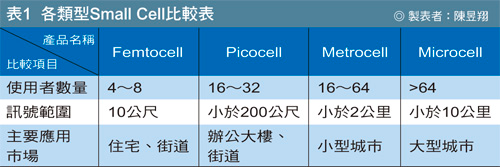 表1 各類型Small Cell比較表
◎製表者：陳昱翔
產品名稱
比較項目
Femtocell
Picocell
Metrocell
Microcell
使用者數量
4～8
16～32
16～64
>64
訊號範圍
10公尺
小於200公尺
小於2公里
小於10公里
主要應用
市場
住宅、街道
辦公大樓、
街道
小型城市
大型城市